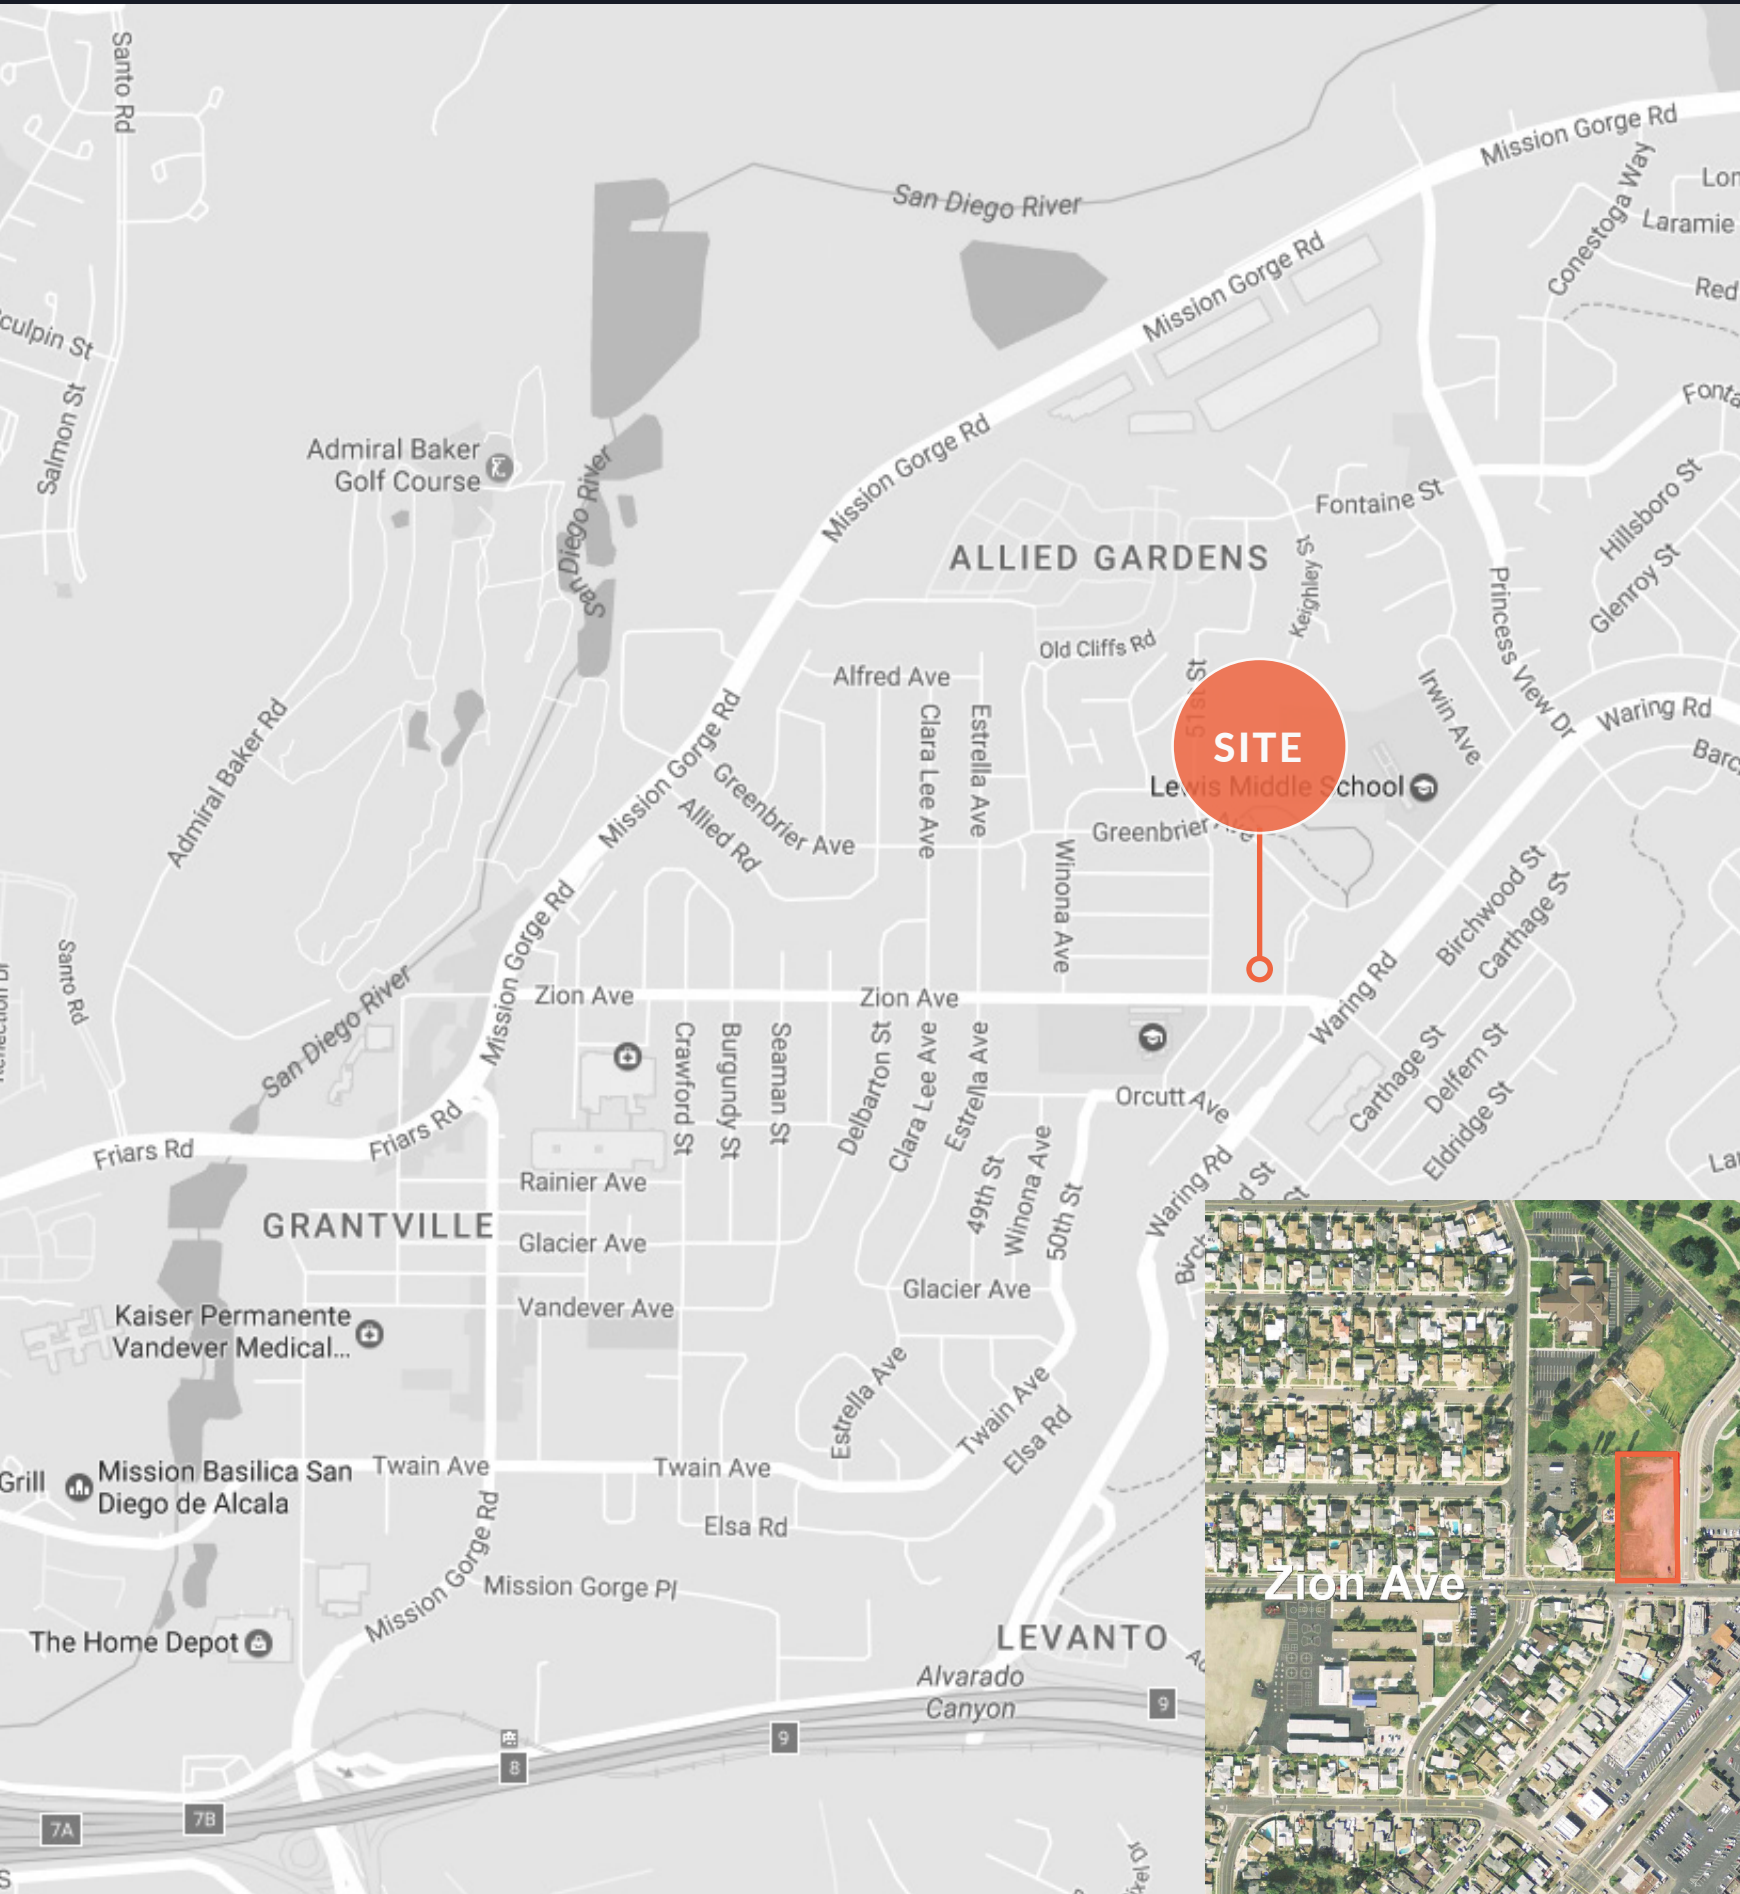 Santo Rd
Mission Gorge Rd
Conestoga Way
Laramie
San Diego River
Red
Mission Gorge Rd
culpin St
Salmon St
Admiral Baker
Golf Course
Mission Gorge Rd
San Diego River
Fontaine St
Hillsboro St
Glenroy St
ALLIED GARDENS
Keighley St
Princess View Dr
Old Cliffs Rd
51st St
Alfred Ave
Clara Lee Ave
Estrella Ave
Irwin Ave
Waring Rd
SITE
Admiral Baker Rd
Mission Gorge Rd
Lewis Middle School
Greenbrier Ave
Allied Rd
Greenbrier Ave
Winona Ave
Birchwood St
Carthage St
Santo Rd
Mission Gorge Rd
Zion Ave
Zion Ave
Waring Rd
San Diego River
Crawford St
Burgundy St
Seaman St
Delbarton St
Clara Lee Ave
Estrella Ave
Orcutt Ave
Carthage St
Delfern St
Eldridge St
Friars Rd
Friars Rd
49th St
Winona Ave
50th St
Waring Rd
Rainier Ave
GRANTVILLE
Glacier Ave
Glacier Ave
Vandever Ave
Kaiser Permanente
Vandever Medical...
Estrella Ave
Twain Ave
Elsa Rd
Grill
Mission Basilica San
Diego de Alcala
Twain Ave
Twain Ave
Elsa Rd
Mission Gorge Rd
Mission Gorge Pl
Zion Ave
The Home Depot
LEVANTO
Alvarado
Canyon
9
9
8
7B
7A